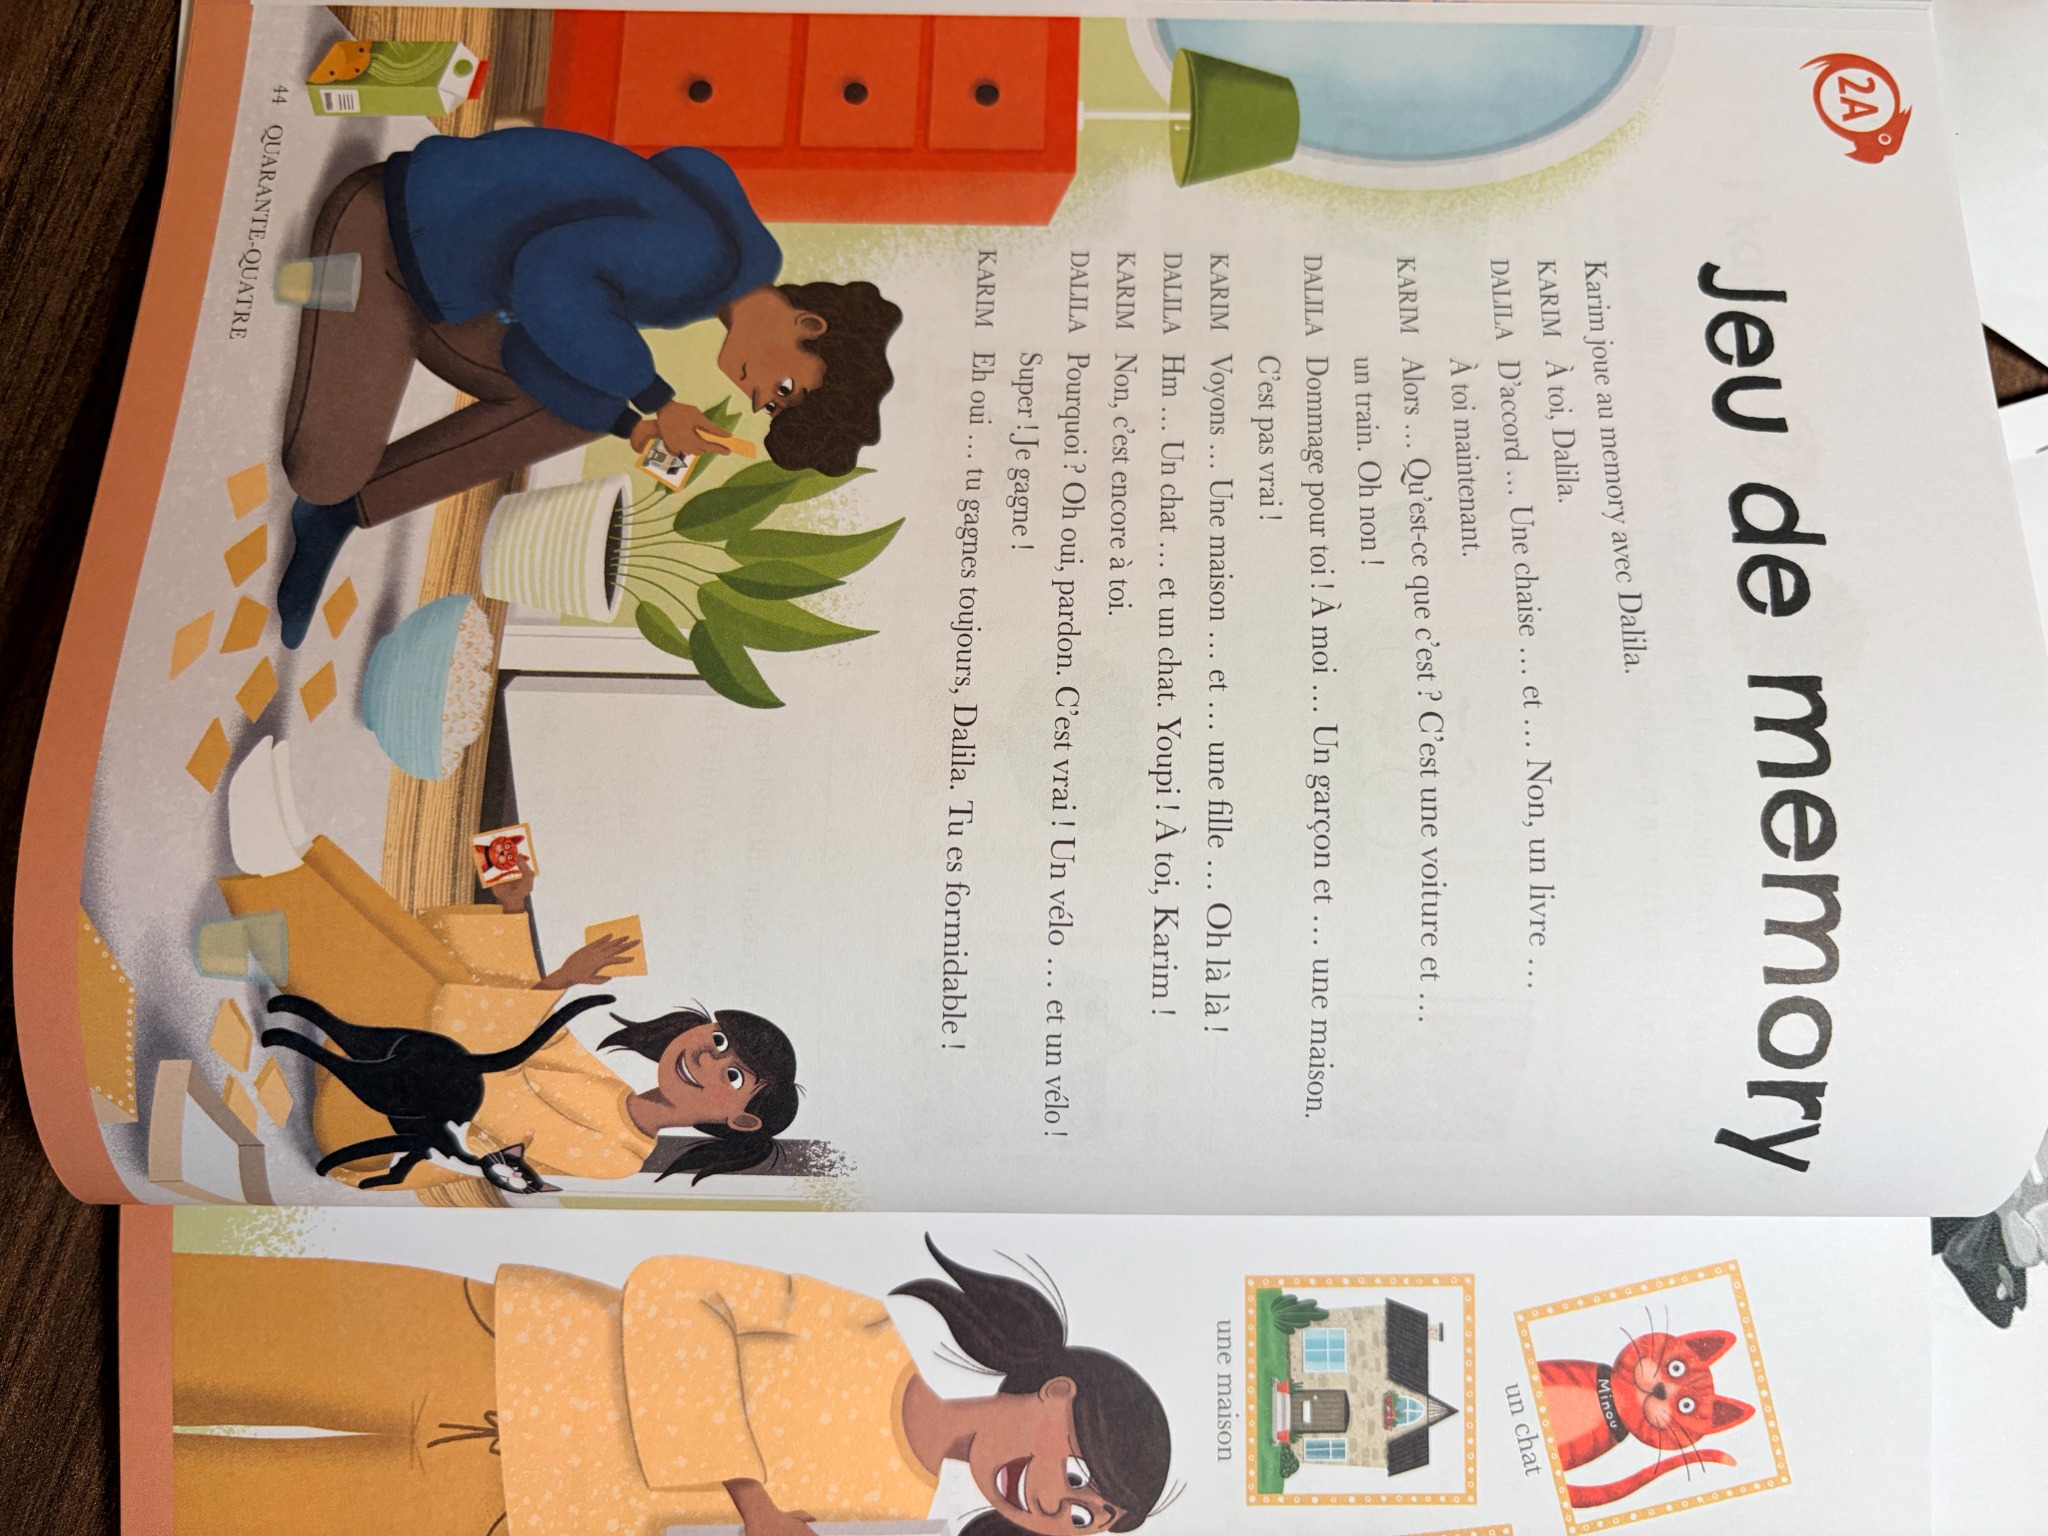 2A
Jeu de memory
Karim joue au memory avec Dalila.
KARIM À toi, Dalila.
DALILA D'accord … Une chaise … et … Non, un livre …
À toi maintenant.
KARIM Alors … Qu'est-ce que c'est ? C'est une voiture et …
un train. Oh non !
DALILA Dommage pour toi ! À moi … Un garçon et … une maison.
C'est pas vrai !
KARIM Voyons … Une maison … et … une fille … Oh là là !
DALILA Hm … Un chat … et un chat. Youpi ! À toi, Karim !
KARIM Non, c'est encore à toi.
DALILA Pourquoi ? Oh oui, pardon. C'est vrai ! Un vélo … et un vélo !
Super ! Je gagne !
KARIM Eh oui … tu gagnes toujours, Dalila. Tu es formidable !
44 QUARANTE-QUATRE
Minou
un chat
une maison